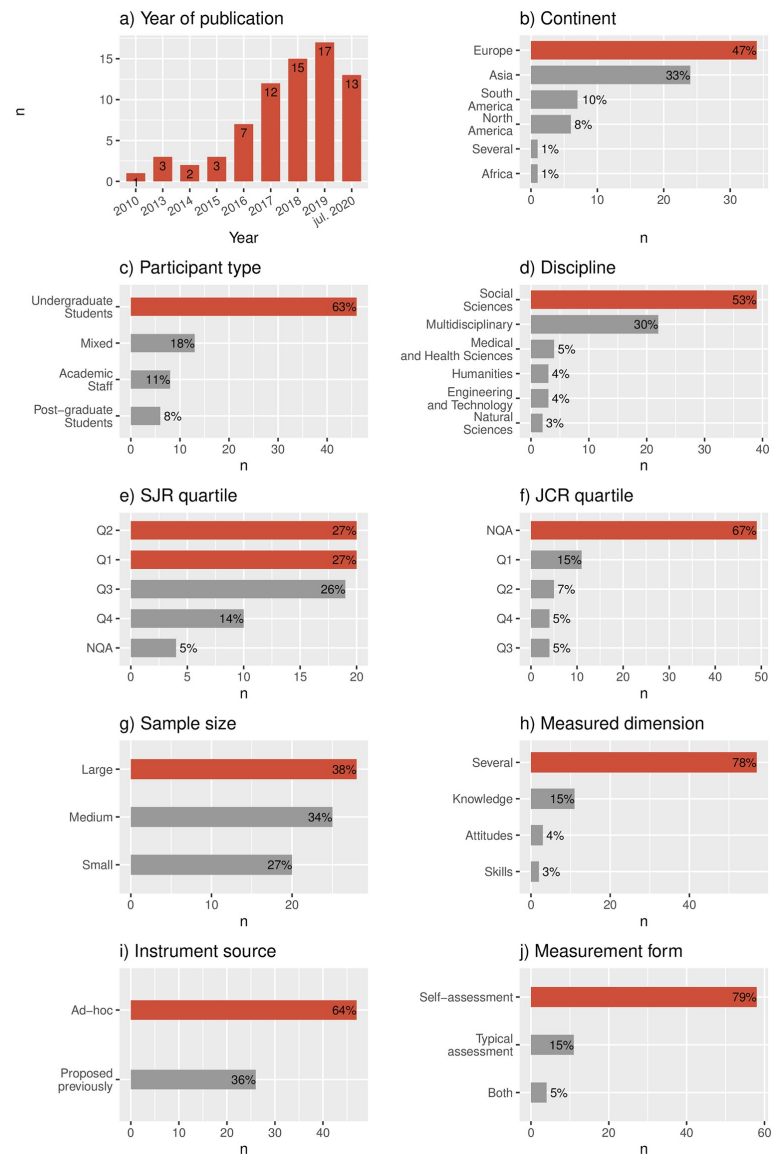 a) Year of publication
n
15
10
5
0
1
3
2
3
7
12
15
17
13
2010
2013
2014
2015
2016
2017
2018
2019
jul. 2020
Year
b) Continent
Europe
47%
Asia
33%
South
America
10%
North
America
8%
Several
1%
Africa
1%
0
10
20
30
n
c) Participant type
Undergraduate
Students
63%
Mixed
18%
Academic
Staff
11%
Post−graduate
Students
8%
0
10
20
30
40
n
d) Discipline
Social
Sciences
53%
Multidisciplinary
30%
Medical
and Health Sciences
5%
Humanities
4%
Engineering
and Technology
4%
Natural
Sciences
3%
0
10
20
30
40
n
e) SJR quartile
Q2
27%
Q1
27%
Q3
26%
Q4
14%
NQA
5%
0
5
10
15
20
n
f) JCR quartile
NQA
67%
Q1
15%
Q2
7%
Q4
5%
Q3
5%
0
10
20
30
40
50
n
g) Sample size
Large
38%
Medium
34%
Small
27%
0
10
20
n
h) Measured dimension
Several
78%
Knowledge
15%
Attitudes
4%
Skills
3%
0
20
40
n
i) Instrument source
Ad−hoc
64%
Proposed
previously
36%
0
10
20
30
40
n
j) Measurement form
Self−assessment
79%
Typical
assessment
15%
Both
5%
0
20
40
60
n